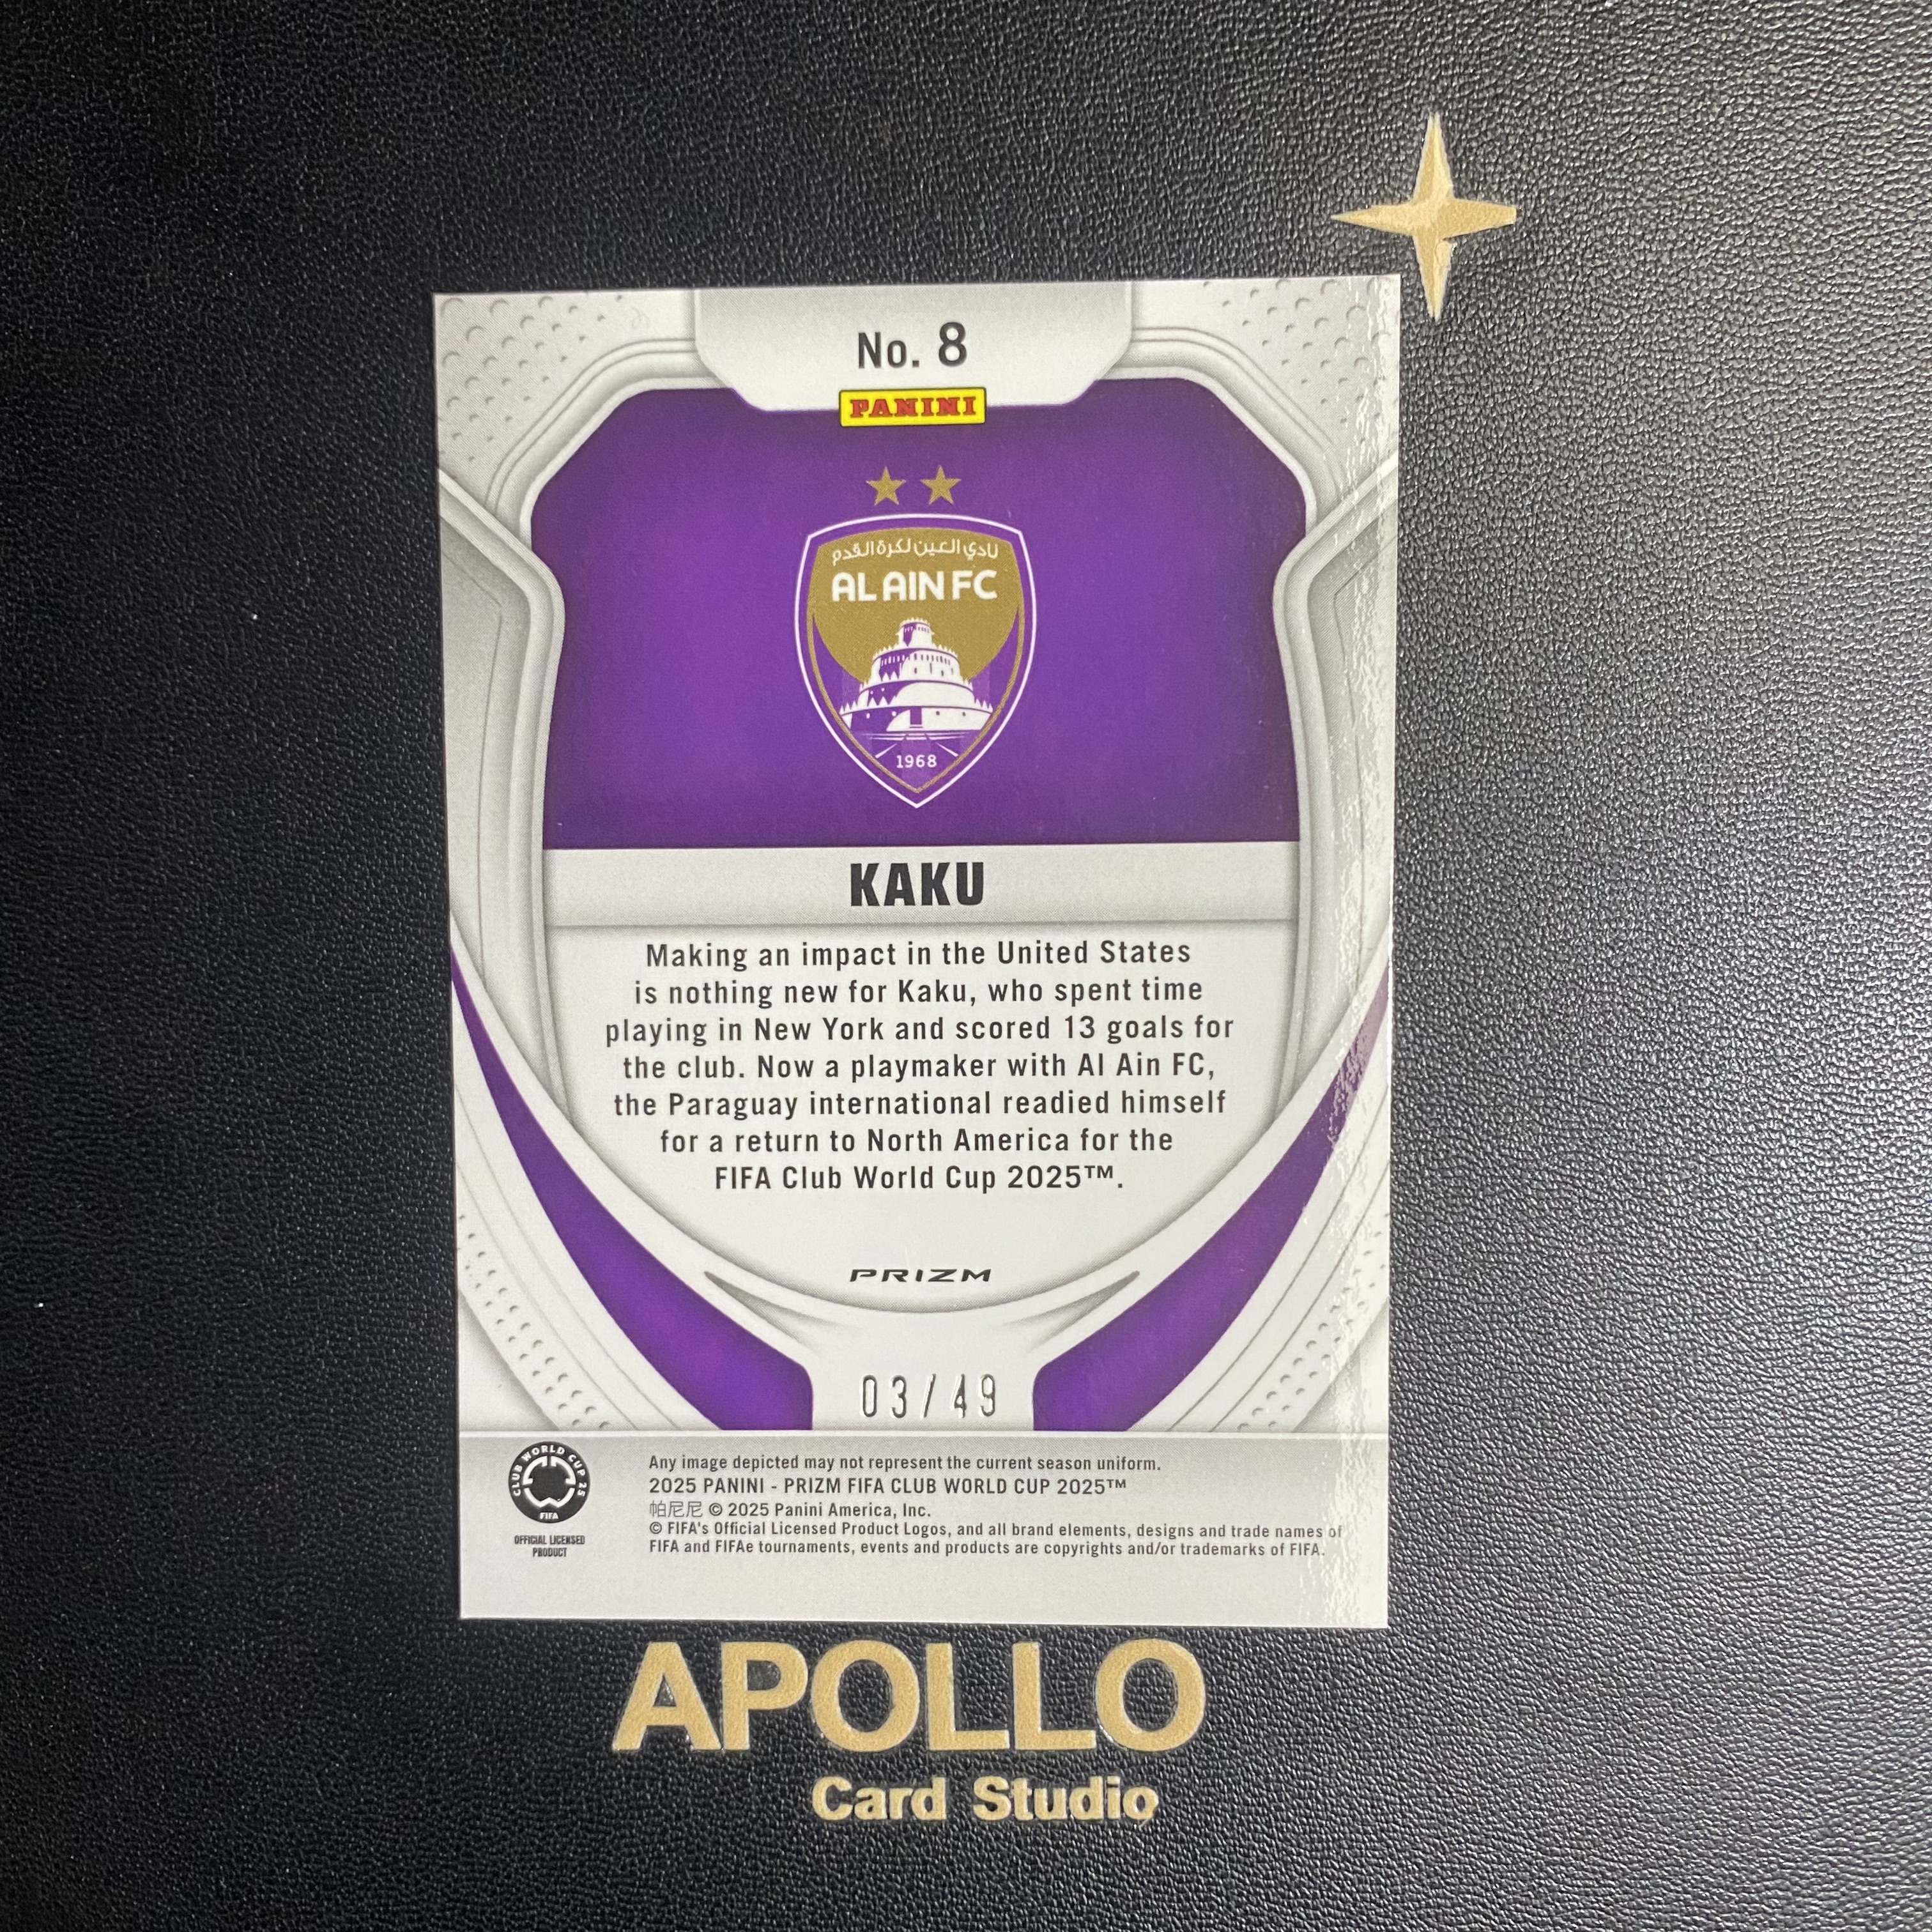 No. 8
PANINI
نادي العين لكرة القدم
AL AIN FC
1968
KAKU
Making an impact in the United States
is nothing new for Kaku, who spent time
playing in New York and scored 13 goals for
the club. Now a playmaker with Al Ain FC,
the Paraguay international readied himself
for a return to North America for the
FIFA Club World Cup 2025™.
PRIZM
03/49
CLUB WORLD CUP 25
FIFA
OFFICIAL LICENSED
PRODUCT
Any image depicted may not represent the current season uniform.
2025 PANINI - PRIZM FIFA CLUB WORLD CUP 2025™
帕尼尼 © 2025 Panini America, Inc.
© FIFA's Official Licensed Product Logos, and all brand elements, designs and trade names of
FIFA and FIFAe tournaments, events and products are copyrights and/or trademarks of FIFA.
APOLLO
Card Studio